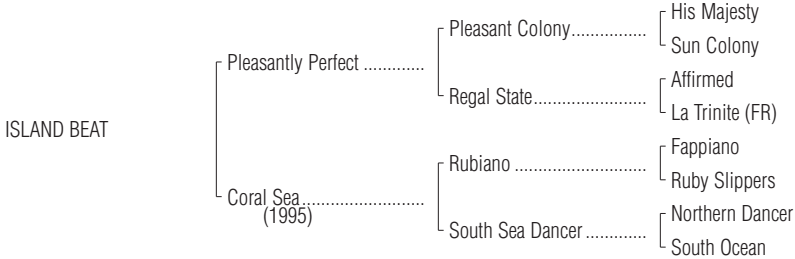 His Majesty
Pleasant Colony................
Sun Colony
Pleasantly Perfect .............
Affirmed
Regal State........................
La Trinite (FR)
ISLAND BEAT
Fappiano
Rubiano ............................
Ruby Slippers
Coral Sea..........................
(1995)
Northern Dancer
South Sea Dancer .............
South Ocean